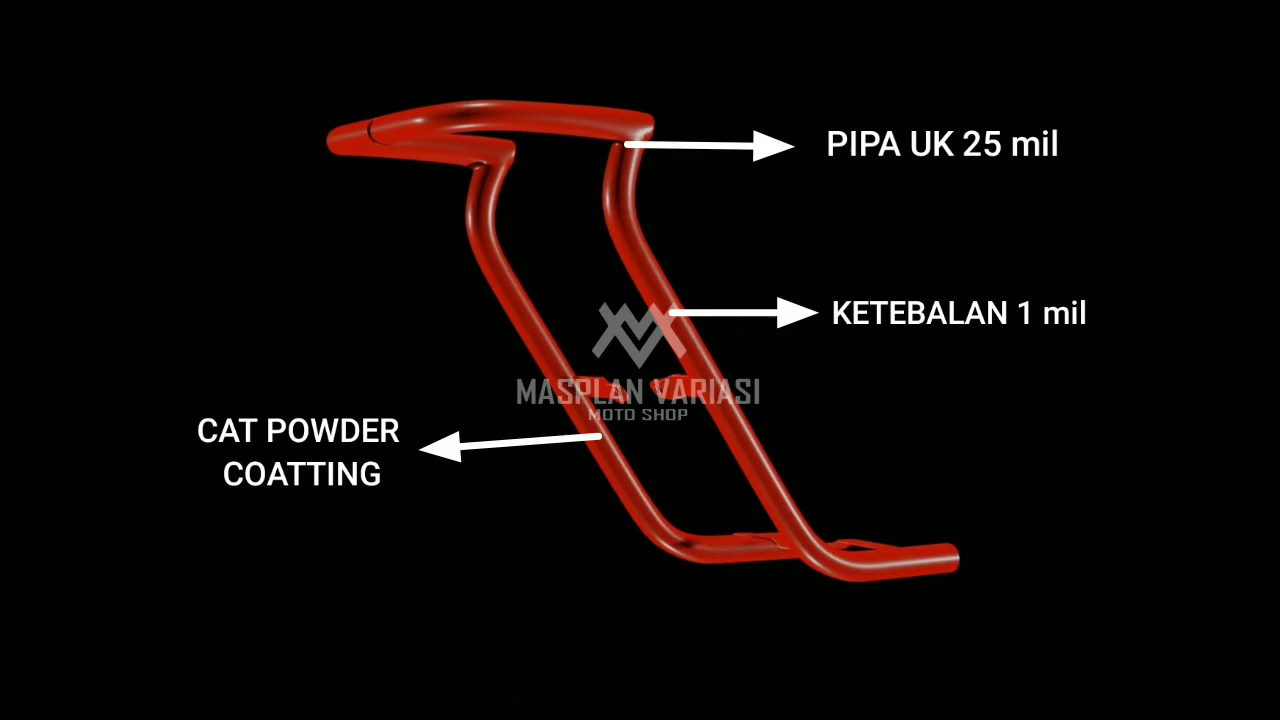 PIPA UK 25 mil
KETEBALAN 1 mil
MASPLAN VARIASI
MOTO SHOP
CAT POWDER
COATTING